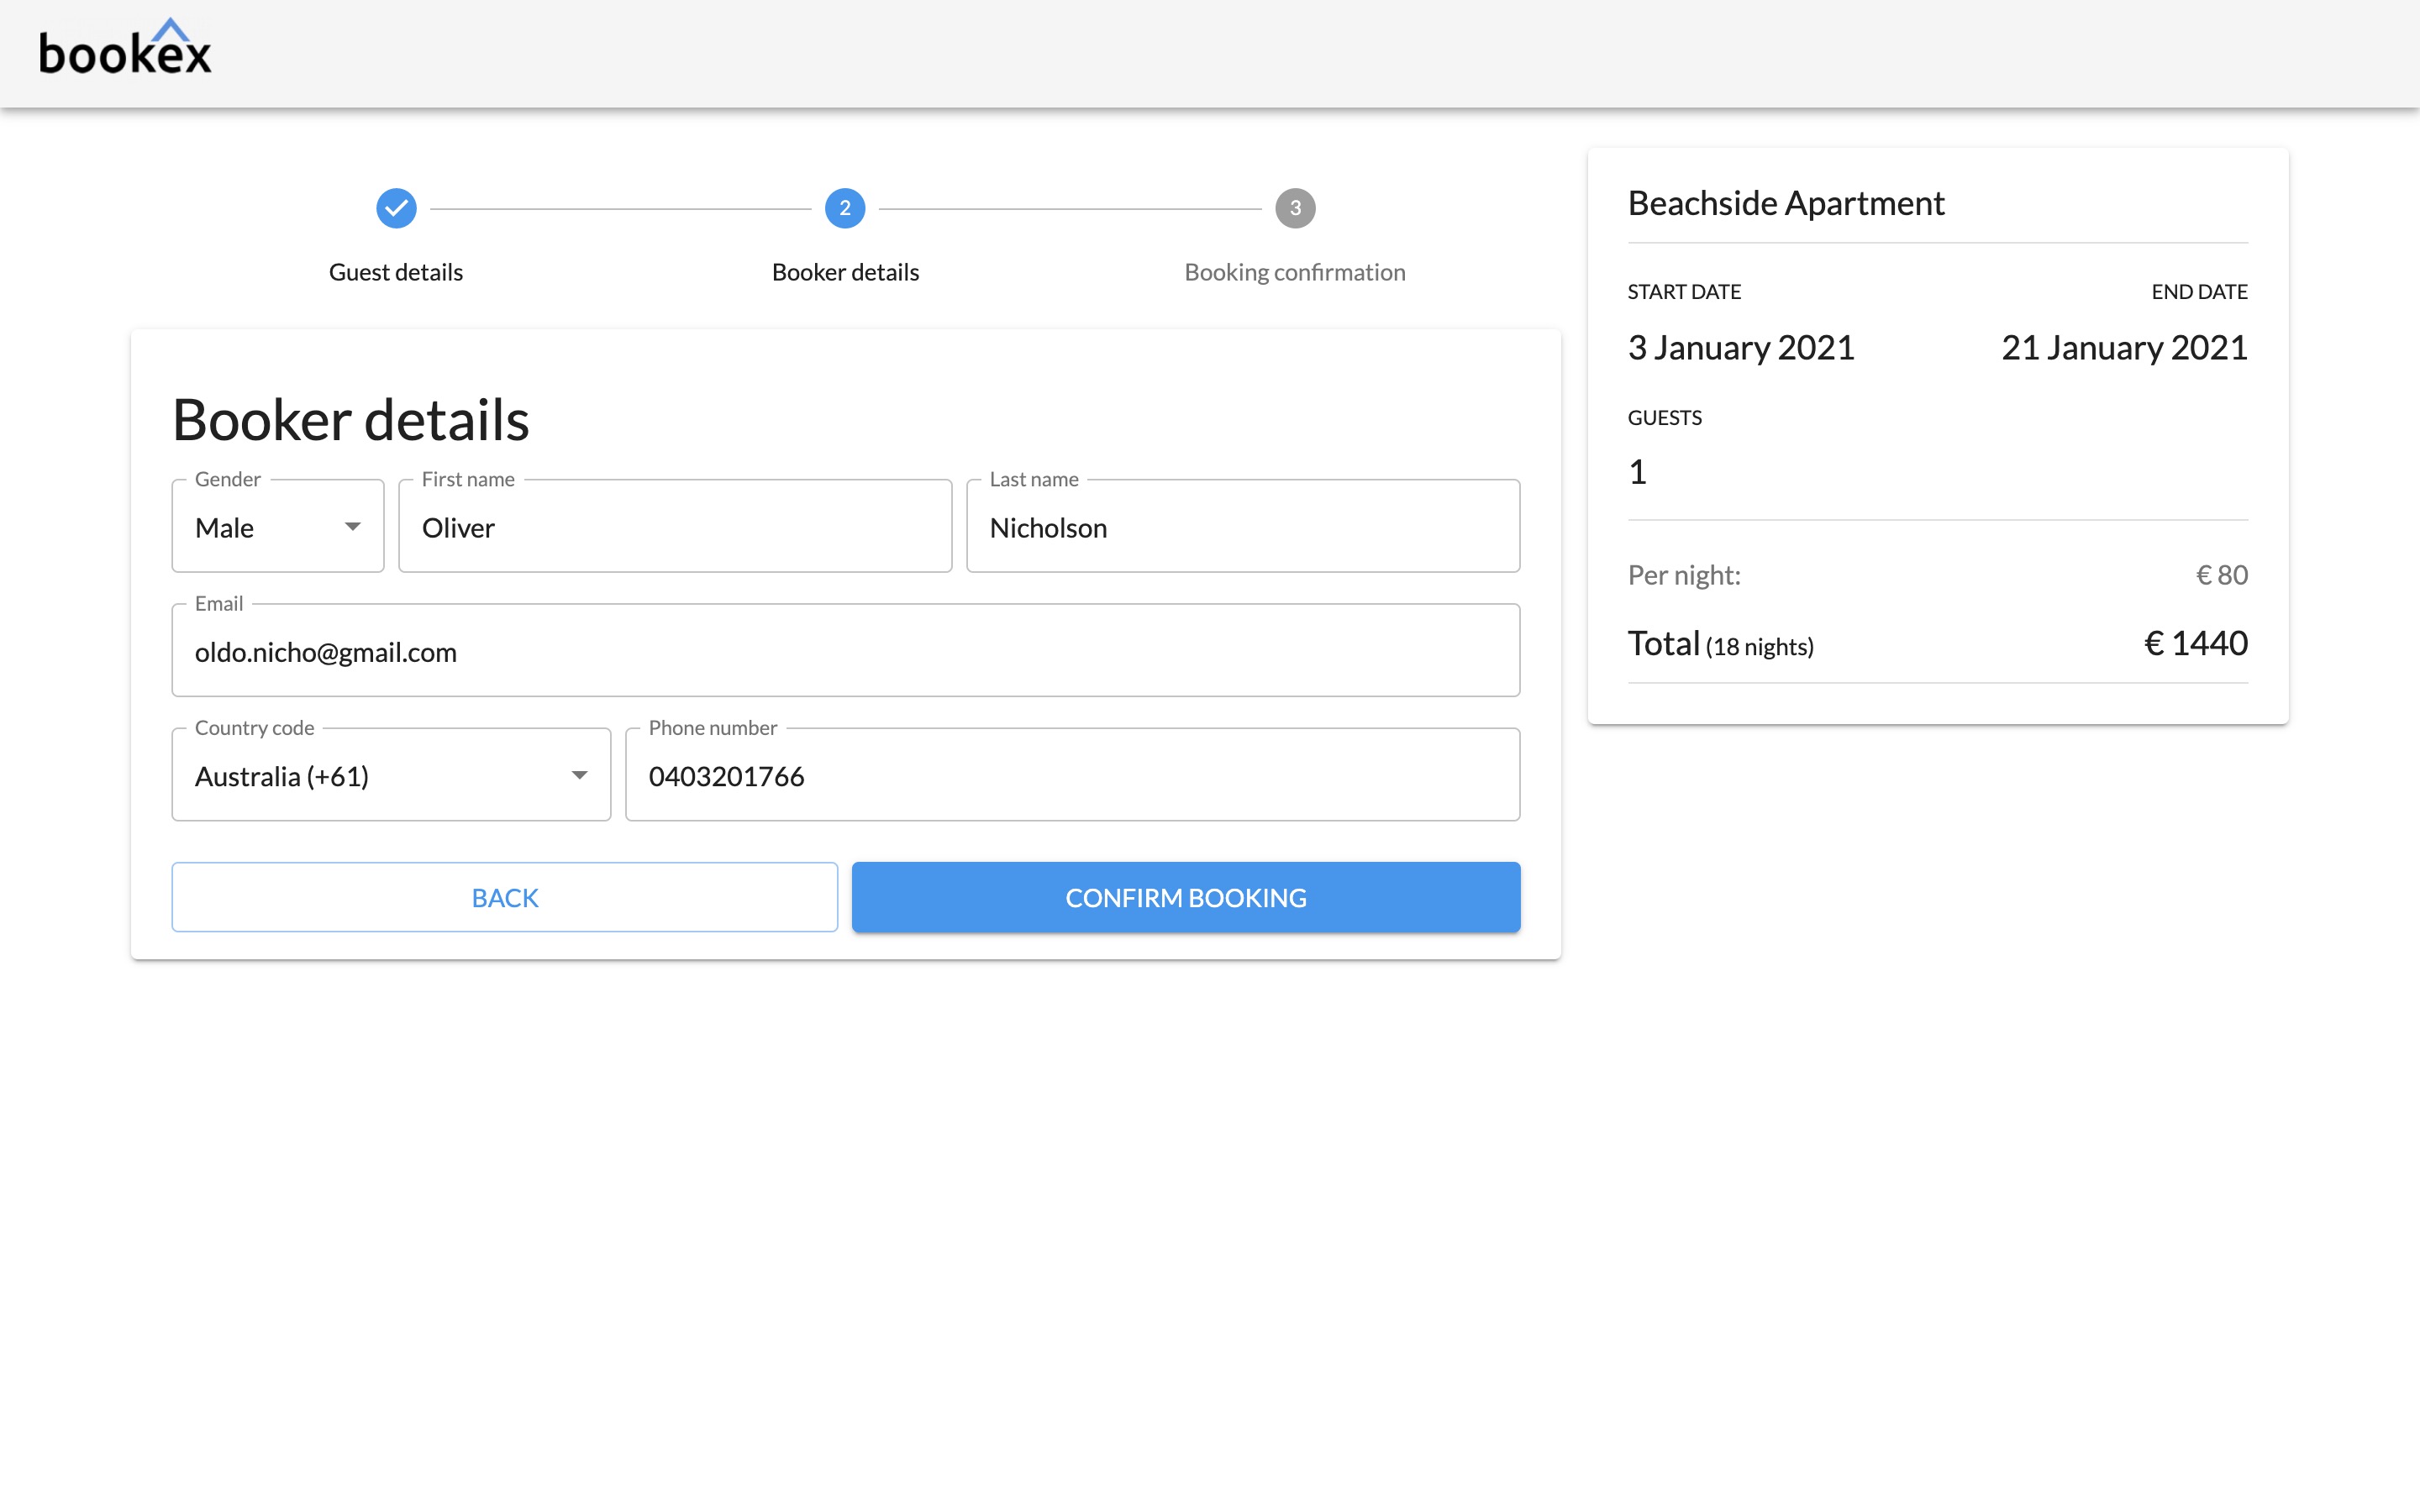 bookex
2
3
Guest details
Booker details
Booking confirmation
Booker details
Gender
First name
Last name
Male
Oliver
Nicholson
Email
oldo.nicho@gmail.com
Country code
Phone number
Australia (+61)
0403201766
BACK
CONFIRM BOOKING
Beachside Apartment
START DATE
END DATE
3 January 2021
21 January 2021
GUESTS
1
Per night:
€ 80
Total (18 nights)
€ 1440